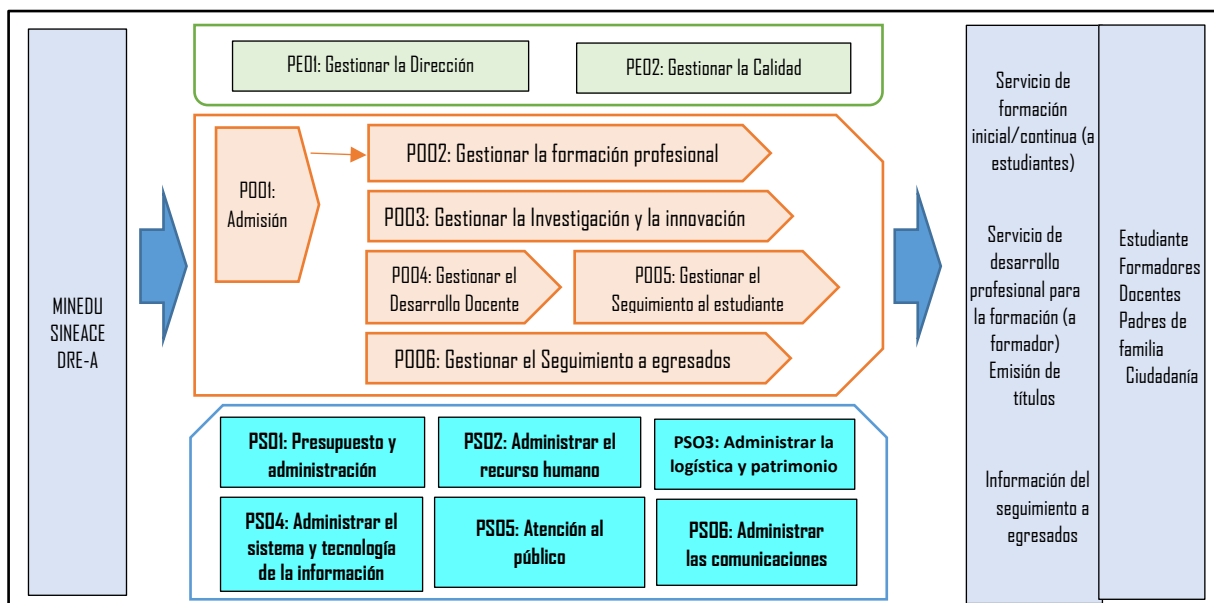 MINEDU
SINEACE
DRE-A
PE01: Gestionar la Dirección
PE02: Gestionar la Calidad
PO01:
Admisión
PO02: Gestionar la formación profesional
PO03: Gestionar la Investigación y la innovación
PO04: Gestionar el
Desarrollo Docente
PO05: Gestionar el
Seguimiento al estudiante
PO06: Gestionar el Seguimiento a egresados
PS01: Presupuesto y
administración
PS02: Administrar el
recurso humano
PSO3: Administrar la
logística y patrimonio
PS04: Administrar el
sistema y tecnología
de la información
PS05: Atención al
público
PS06: Administrar
las comunicaciones
Servicio de
formación
inicial/continua (a
estudiantes)
Servicio de
desarrollo
profesional para
la formación (a
formador)
Emisión de
títulos
Información del
seguimiento a
egresados
Estudiante
Formadores
Docentes
Padres de
familia
Ciudadanía